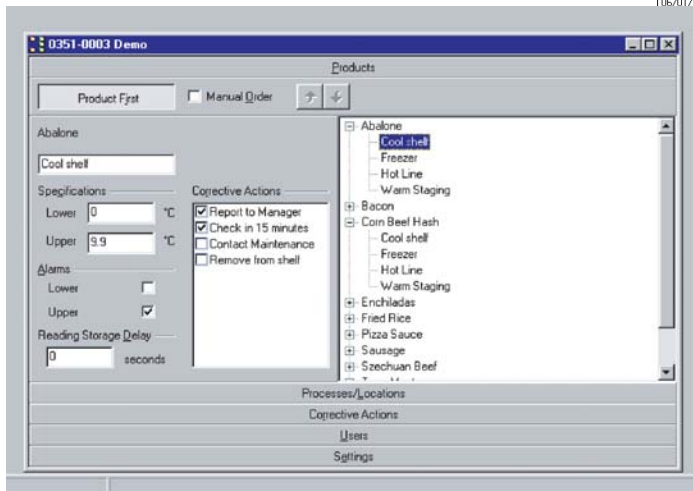 0351-0003 Demo
Products
Product First
Manual Order
Abalone
Cool shelf
Specifications
Lower 0 °C
Upper 9.9 °C
Alarms
Lower
Upper
Reading Storage Delay
0 seconds
Corrective Actions
Report to Manager
Check in 15 minutes
Contact Maintenance
Remove from shelf
Abalone
Cool shelf
Freezer
Hot Line
Warm Staging
Bacon
Corn Beef Hash
Cool shelf
Freezer
Hot Line
Warm Staging
Enchiladas
Fried Rice
Pizza Sauce
Sausage
Szechuan Beef
Processes/Locations
Corrective Actions
Users
Settings